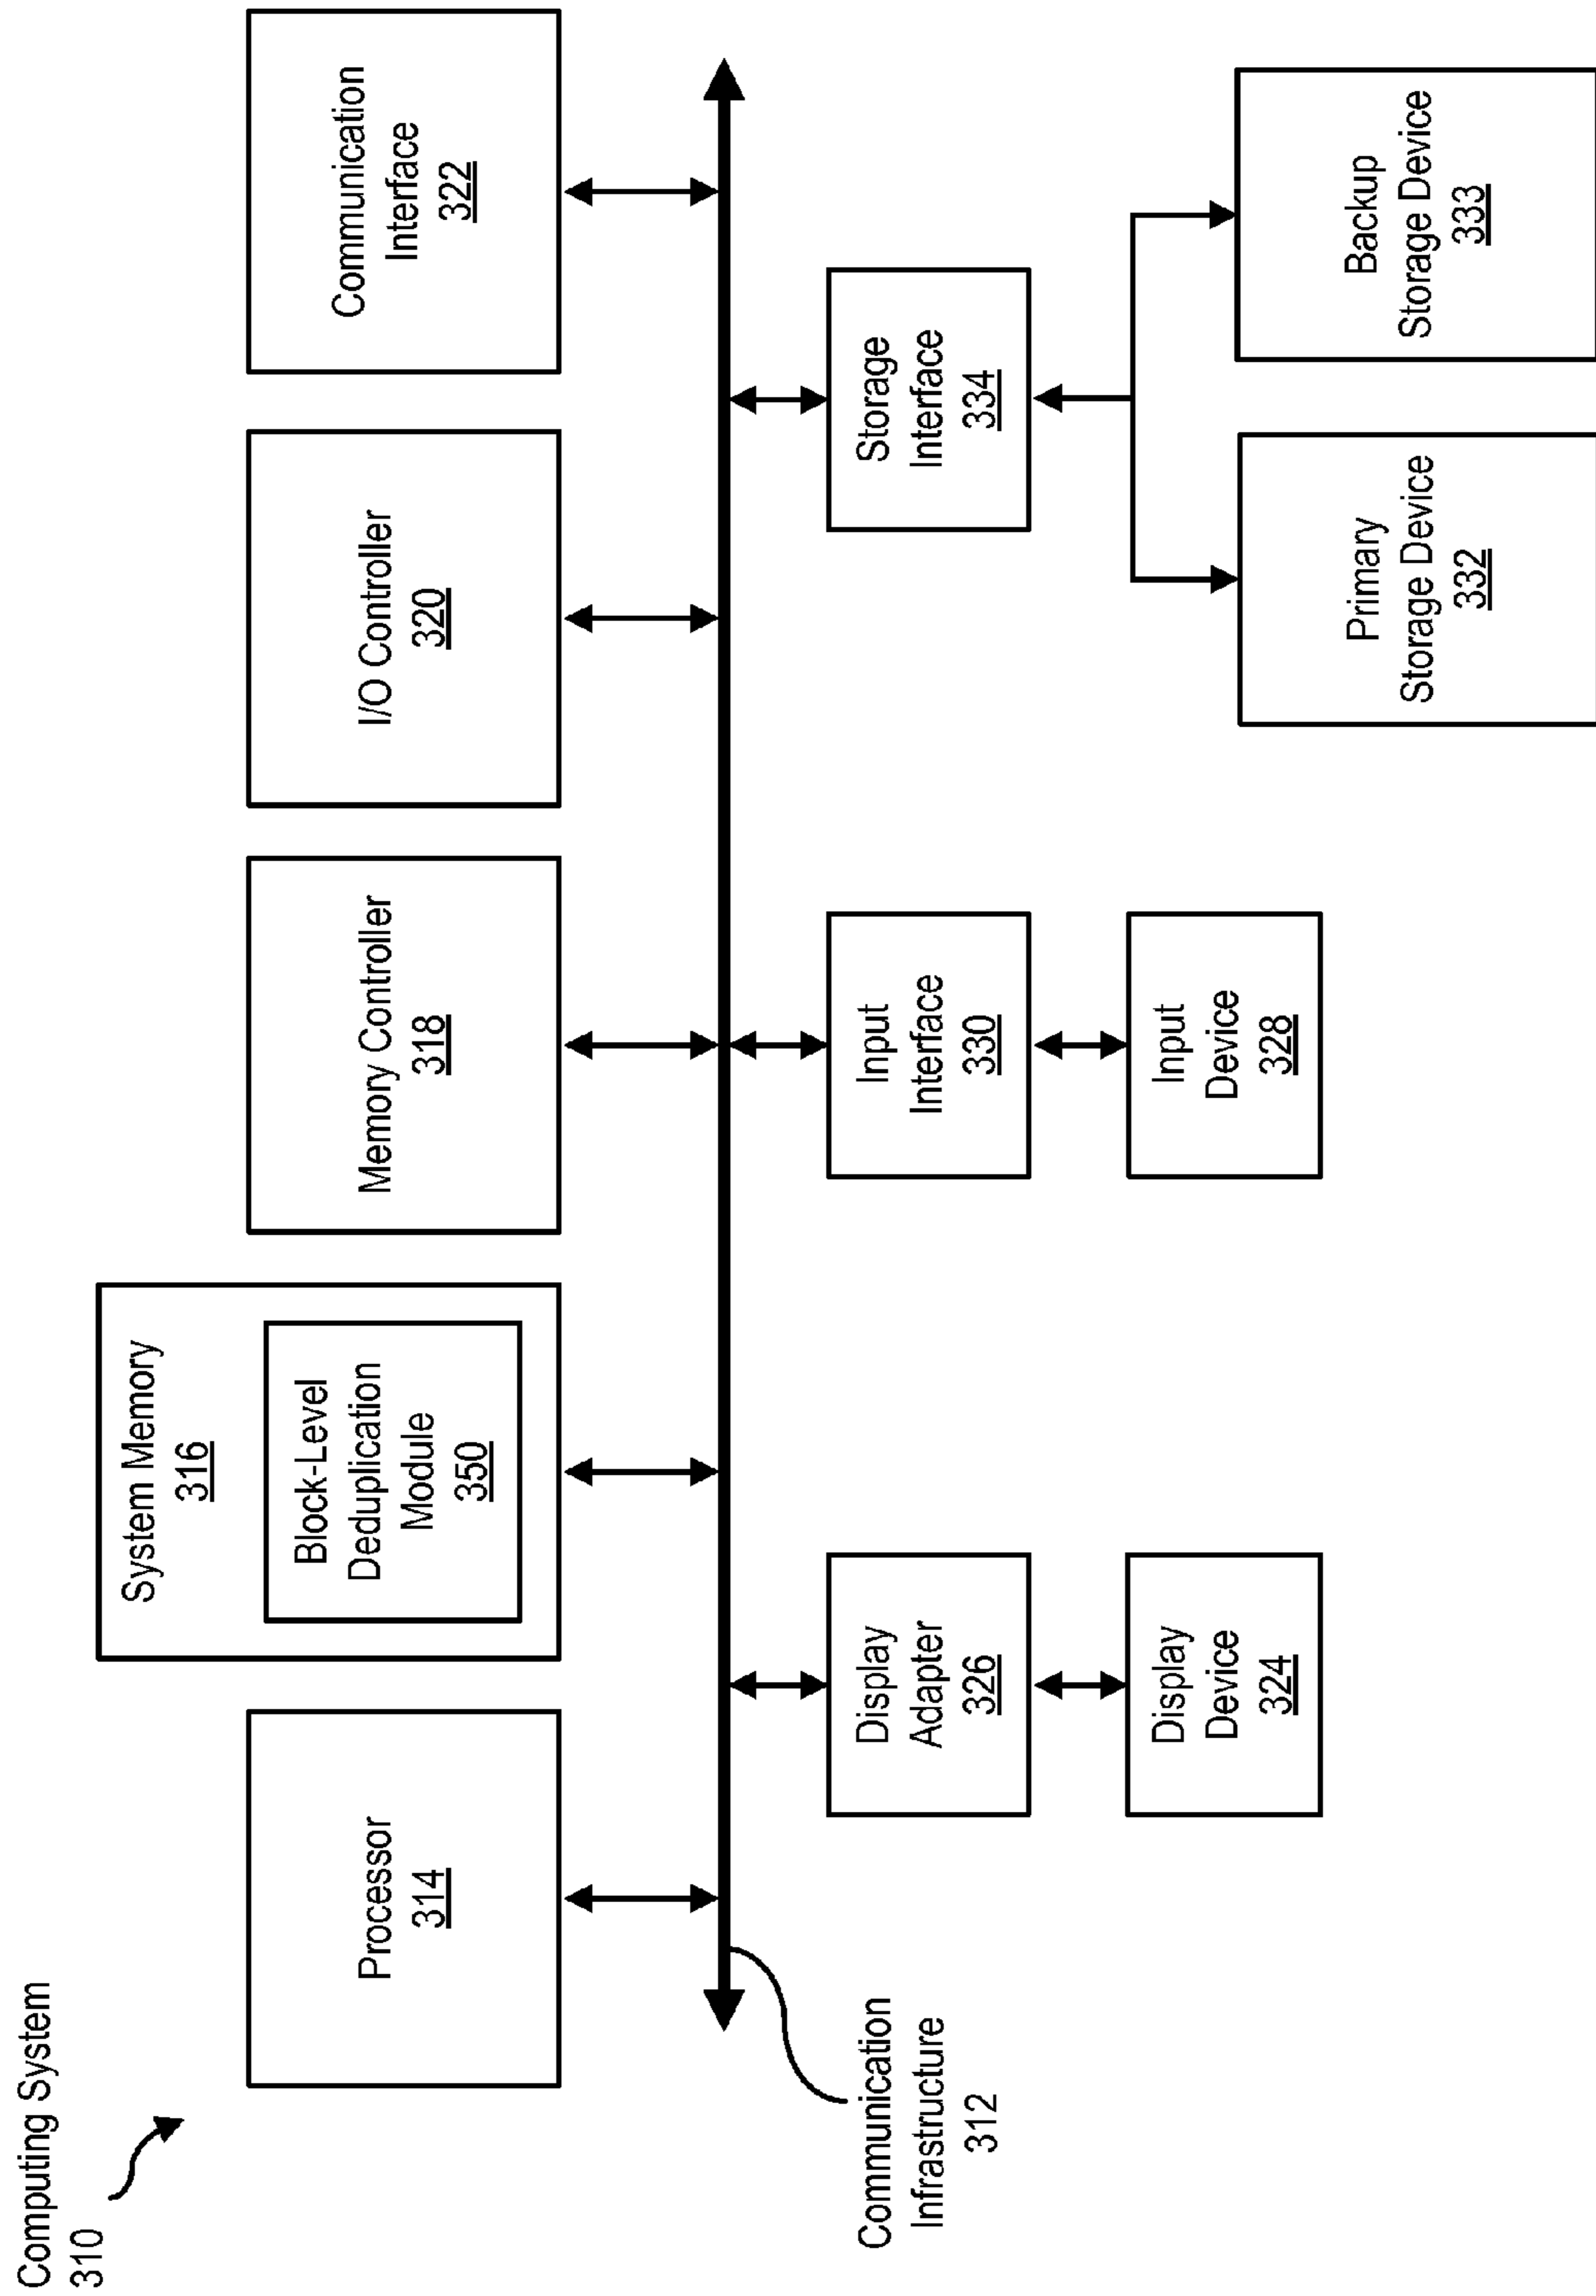 Computing System
310
Processor
314
System Memory
316
Block-Level
Deduplication
Module
350
Memory Controller
318
I/O Controller
320
Communication
Interface
322
Communication
Infrastructure
312
Display
Adapter
326
Display
Device
324
Input
Interface
330
Input
Device
328
Storage
Interface
334
Primary
Storage Device
332
Backup
Storage Device
333